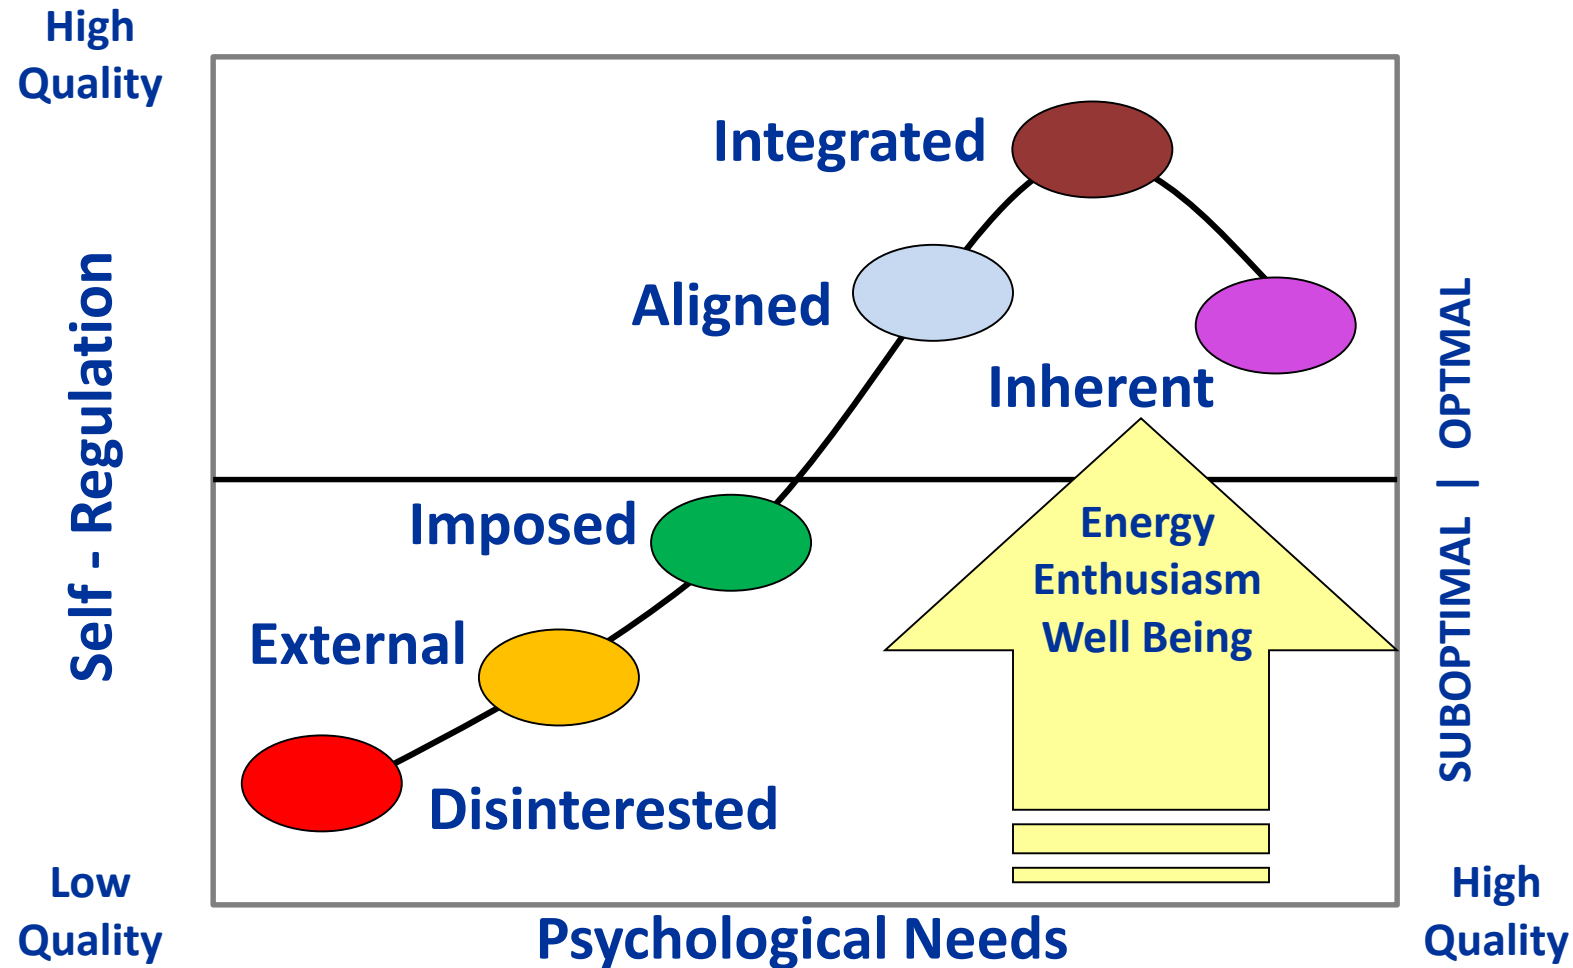 High
Quality
Integrated
Aligned
Inherent
Self - Regulation
SUBOPTIMAL | OPTMAL
Imposed
Energy
Enthusiasm
Well Being
External
Disinterested
Low
Quality
Psychological Needs
High
Quality